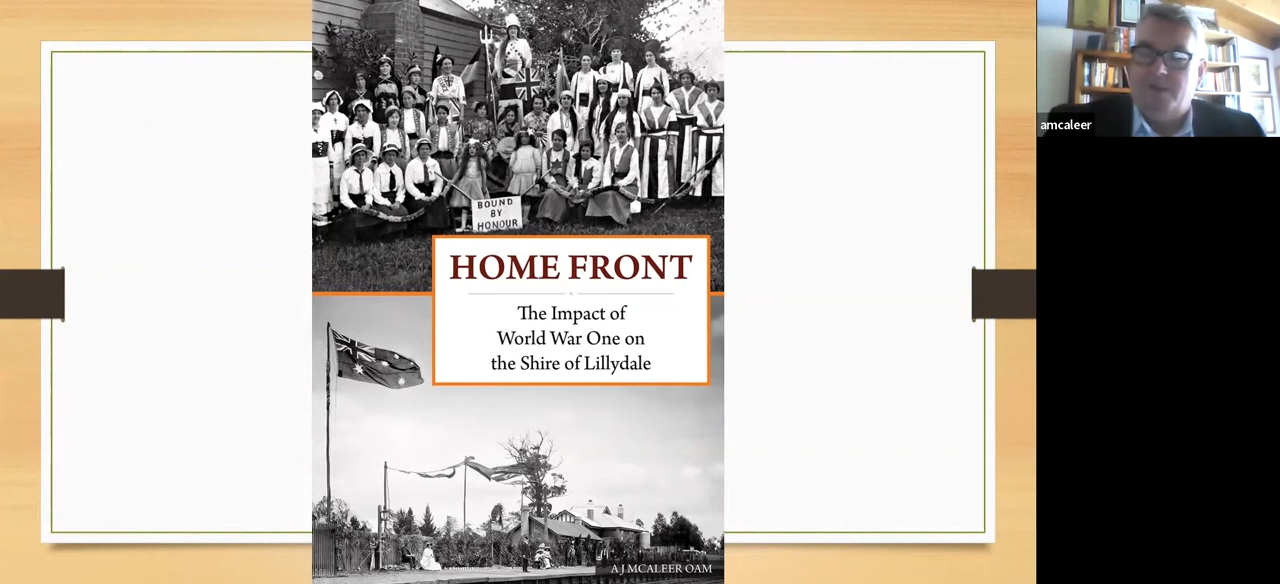 BOUND
BY
HONOUR
HOME FRONT
The Impact of
World War One on
the Shire of Lillydale
A J MCALEER OAM
amcaleer